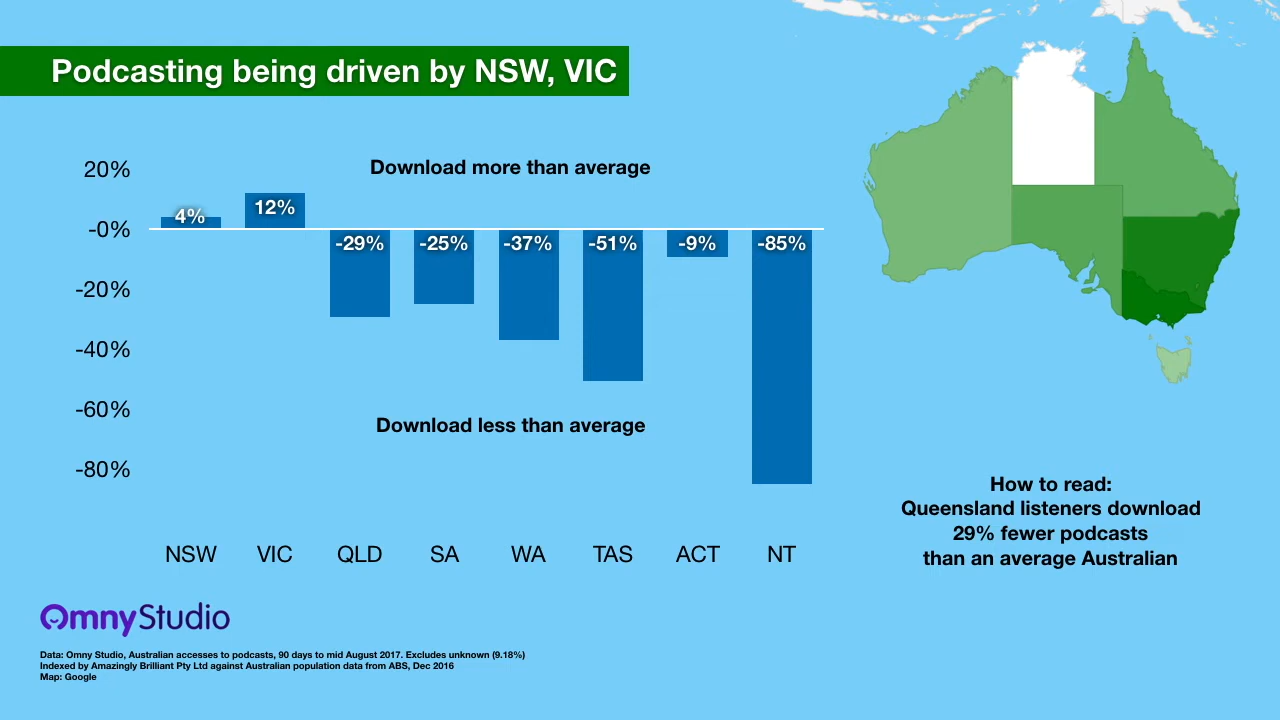 Podcasting being driven by NSW, VIC
20%
-0%
-20%
-40%
-60%
-80%
Download more than average
4%
12%
-29%
-25%
-37%
-51%
-9%
-85%
Download less than average
NSW
VIC
QLD
SA
WA
TAS
ACT
NT
How to read:
Queensland listeners download
29% fewer podcasts
than an average Australian
OmnyStudio
Data: Omny Studio, Australian accesses to podcasts, 90 days to mid August 2017. Excludes unknown (9.18%)
Indexed by Amazingly Brilliant Pty Ltd against Australian population data from ABS, Dec 2016
Map: Google